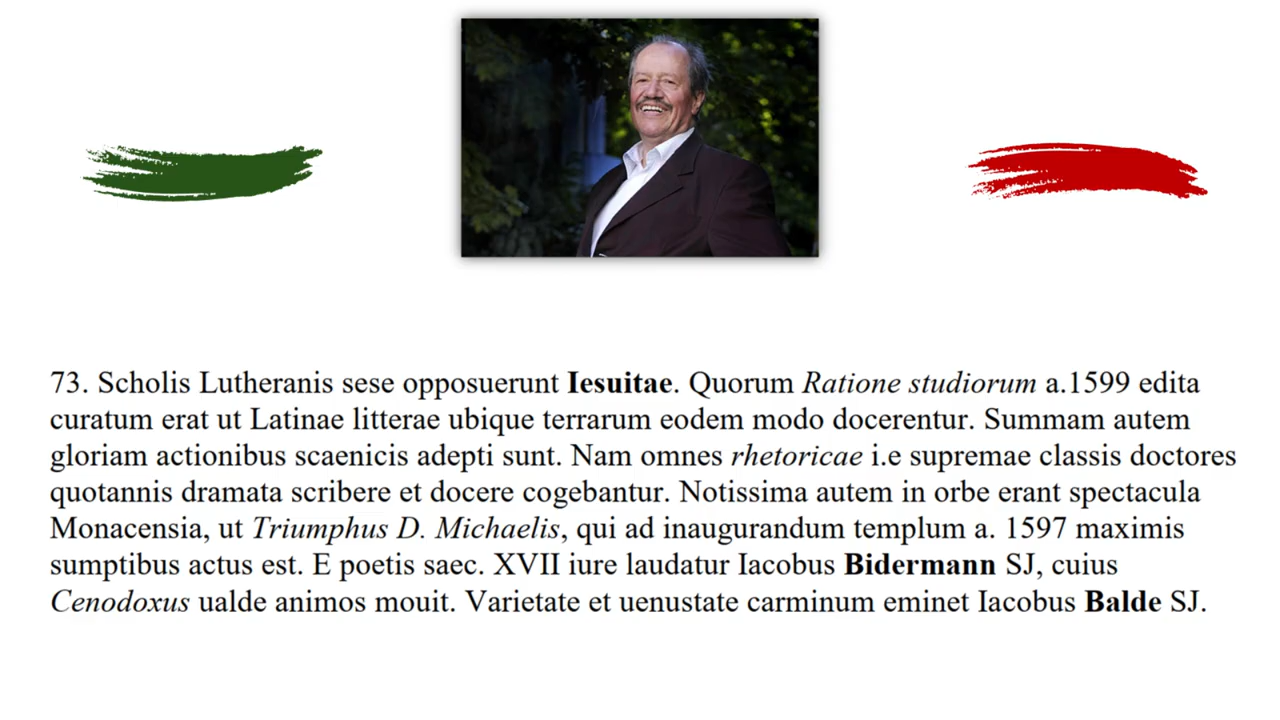 73. Scholis Lutheranis sese opposuerunt Iesuitae. Quorum Ratione studiorum a.1599 edita
curatum erat ut Latinae litterae ubique terrarum eodem modo docerentur. Summam autem
gloriam actionibus scaenicis adepti sunt. Nam omnes rhetoricae i.e supremae classis doctores
quotannis dramata scribere et docere cogebantur. Notissima autem in orbe erant spectacula
Monacensia, ut Triumphus D. Michaelis, qui ad inaugurandum templum a. 1597 maximis
sumptibus actus est. E poetis saec. XVII iure laudatur Iacobus Bidermann SJ, cuius
Cenodoxus ualde animos mouit. Varietate et uenustate carminum eminet Iacobus Balde SJ.